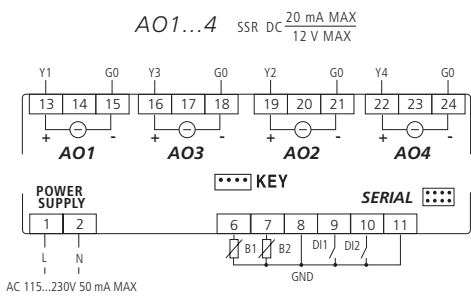 AO1...4 SSR DC 20 mA MAX
12 V MAX
Y1 G0 Y3 G0 Y2 G0 Y4 G0
13 14 15 16 17 18 19 20 21 22 23 24
+ - + - + - + -
AO1 AO3 AO2 AO4
KEY
POWER
SUPPLY
SERIAL
1 2 6 7 8 9 10 11
L N B1 B2 DI1 DI2
GND
AC 115...230V 50 mA MAX